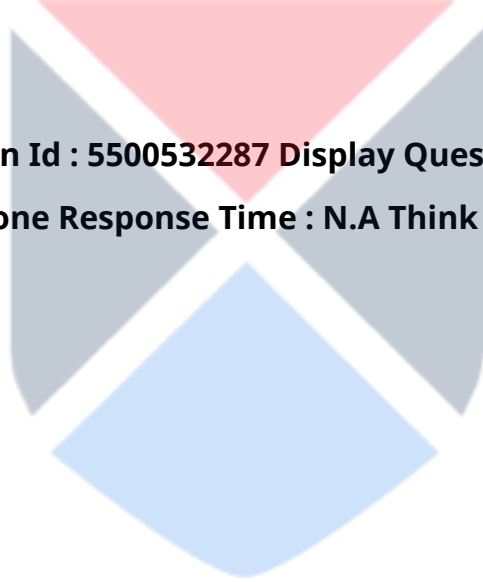 n Id : 5500532287 Display Ques
one Response Time : N.A Think